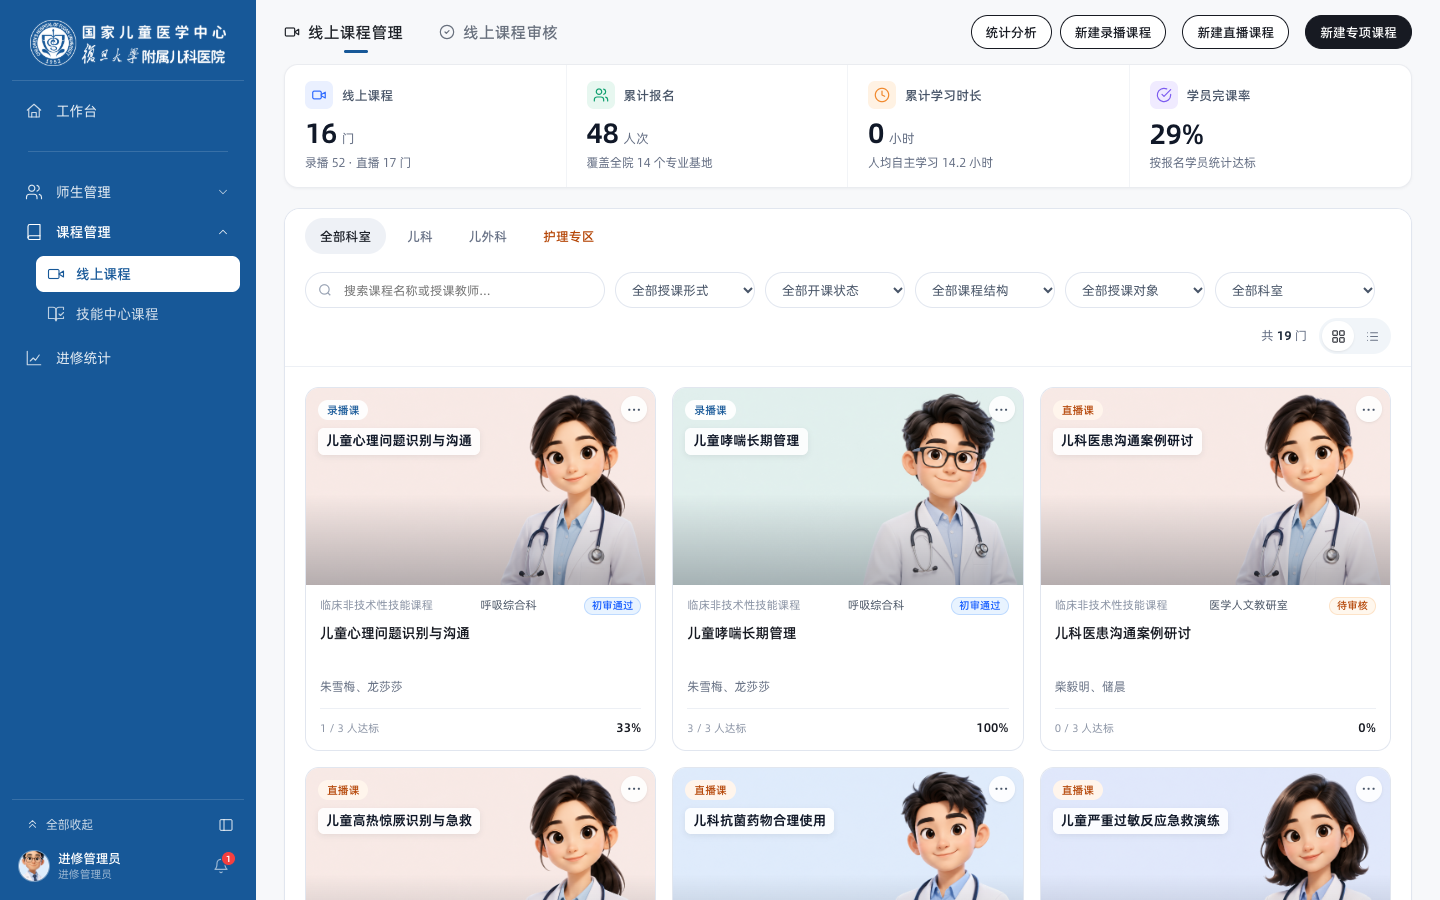 国家儿童医学中心
復旦大学附属儿科医院
工作台
师生管理
课程管理
线上课程
技能中心课程
进修统计
全部收起
进修管理员
进修管理员
1
线上课程管理
线上课程审核
统计分析
新建录播课程
新建直播课程
新建专项课程
线上课程
16 门
录播 52 · 直播 17 门
累计报名
48 人次
覆盖全院 14 个专业基地
累计学习时长
0 小时
人均自主学习 14.2 小时
学员完课率
29%
按报名学员统计达标
全部科室
儿科
儿外科
护理专区
搜索课程名称或授课教师...
全部授课形式
全部开课状态
全部课程结构
全部授课对象
全部科室
共 19 门
录播课
儿童心理问题识别与沟通
临床非技术性技能课程
呼吸综合科
初审通过
儿童心理问题识别与沟通
朱雪梅、龙莎莎
1 / 3 人达标
33%
录播课
儿童哮喘长期管理
临床非技术性技能课程
呼吸综合科
初审通过
儿童哮喘长期管理
朱雪梅、龙莎莎
3 / 3 人达标
100%
直播课
儿科医患沟通案例研讨
临床非技术性技能课程
医学人文教研室
待审核
儿科医患沟通案例研讨
柴毅明、储晨
0 / 3 人达标
0%
直播课
儿童高热惊厥识别与急救
直播课
儿科抗菌药物合理使用
直播课
儿童严重过敏反应急救演练